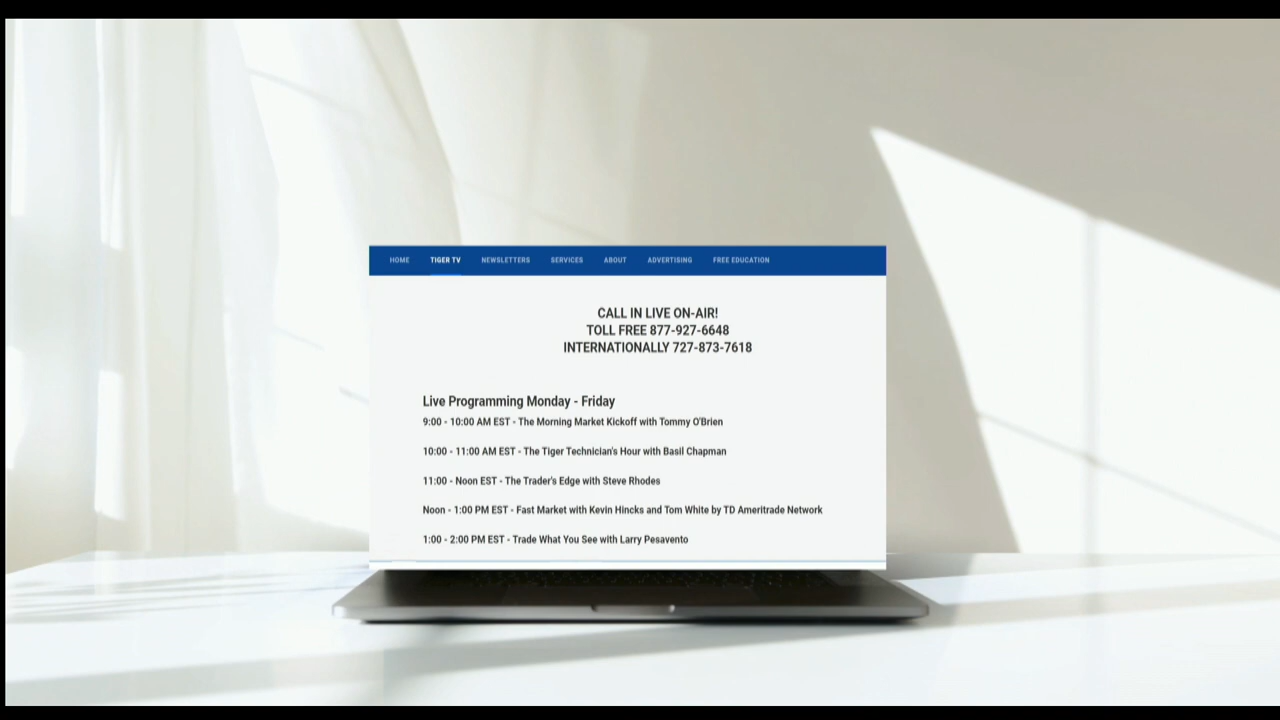 HOME TIGER TV NEWSLETTERS SERVICES ABOUT ADVERTISING FREE EDUCATION
CALL IN LIVE ON-AIR!
TOLL FREE 877-927-6648
INTERNATIONALLY 727-873-7618
Live Programming Monday - Friday
9:00 - 10:00 AM EST - The Morning Market Kickoff with Tommy O'Brien
10:00 - 11:00 AM EST - The Tiger Technician's Hour with Basil Chapman
11:00 - Noon EST - The Trader's Edge with Steve Rhodes
Noon - 1:00 PM EST - Fast Market with Kevin Hincks and Tom White by TD Ameritrade Network
1:00 - 2:00 PM EST - Trade What You See with Larry Pesavento